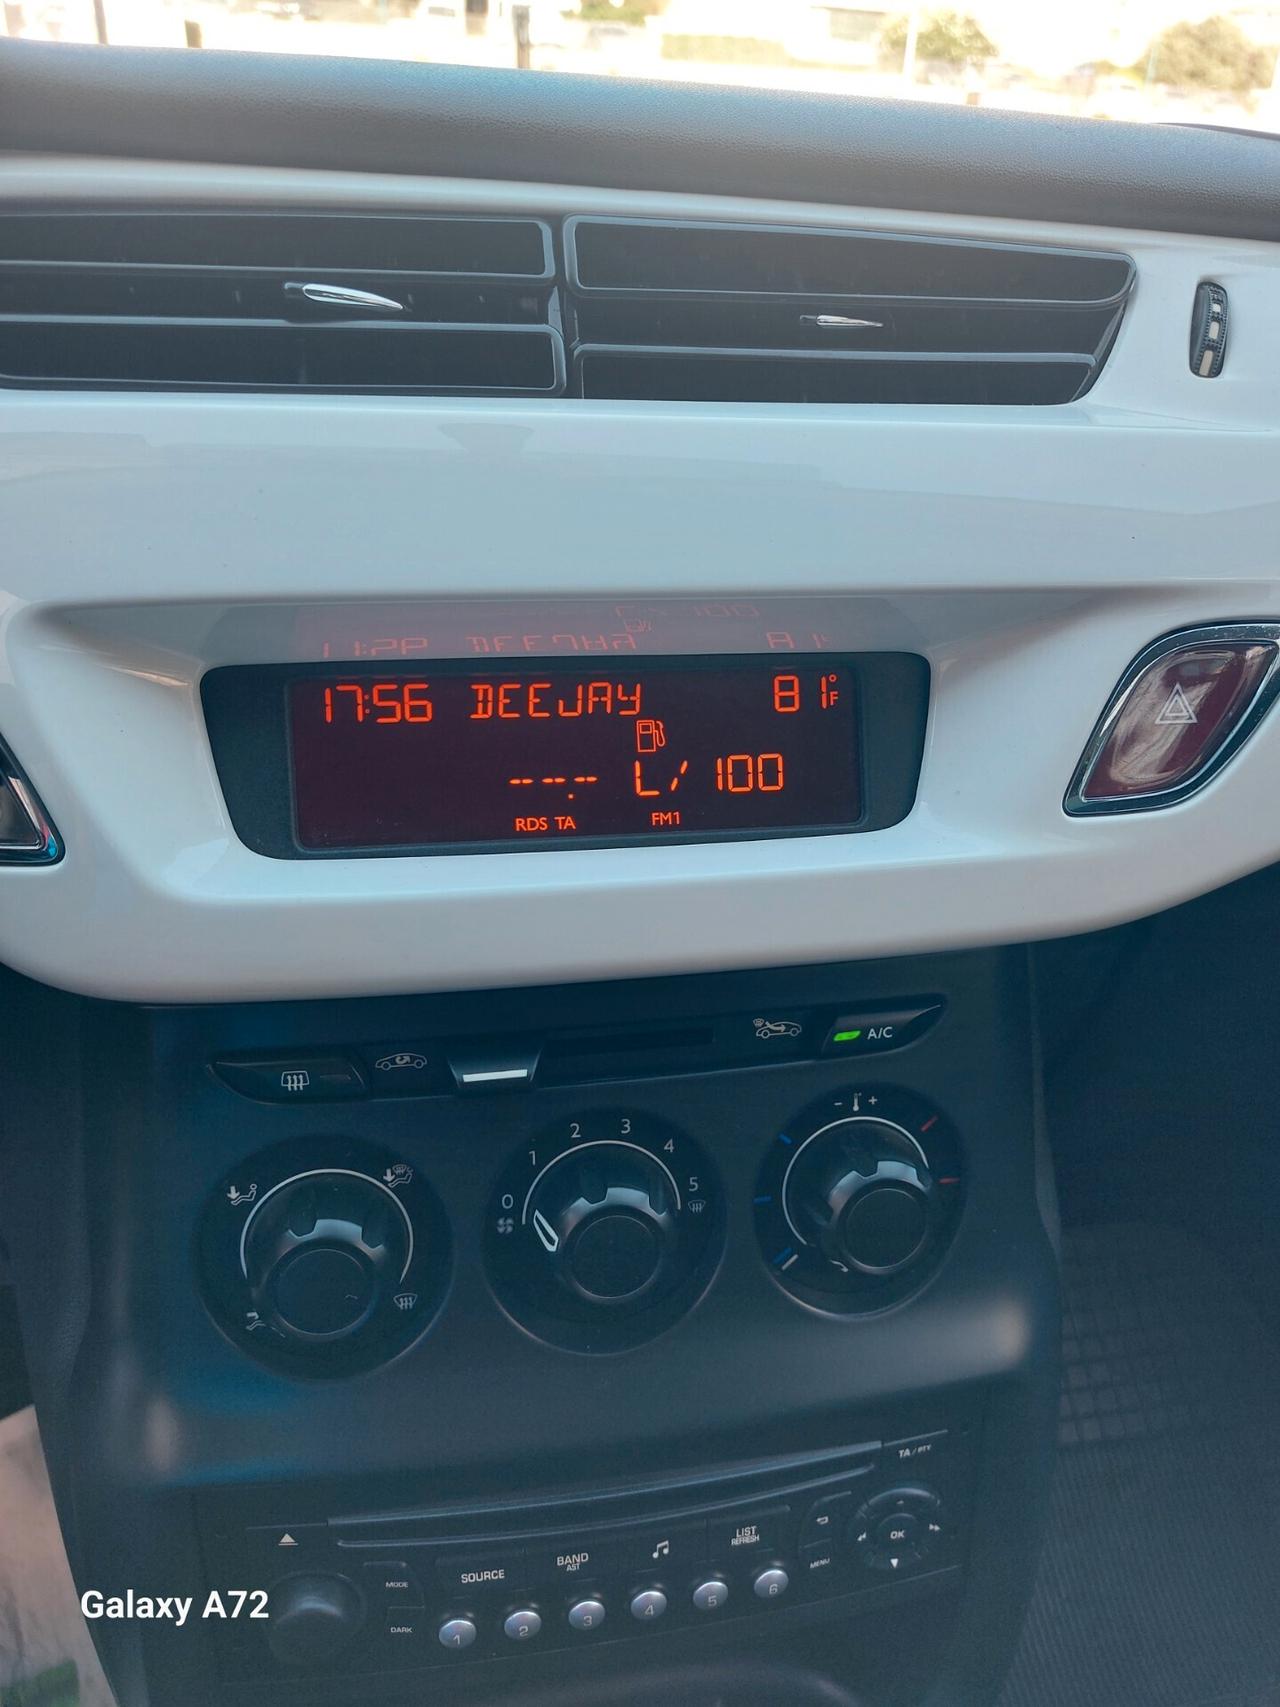 17:56 DEEJAY 81°F
--.- L/100
RDS TA FM1
A/C
0 1 2 3 4 5
- +
TA/PTY
MODE SOURCE BAND AST LIST REFRESH MENU OK
DARK 1 2 3 4 5 6
Galaxy A72